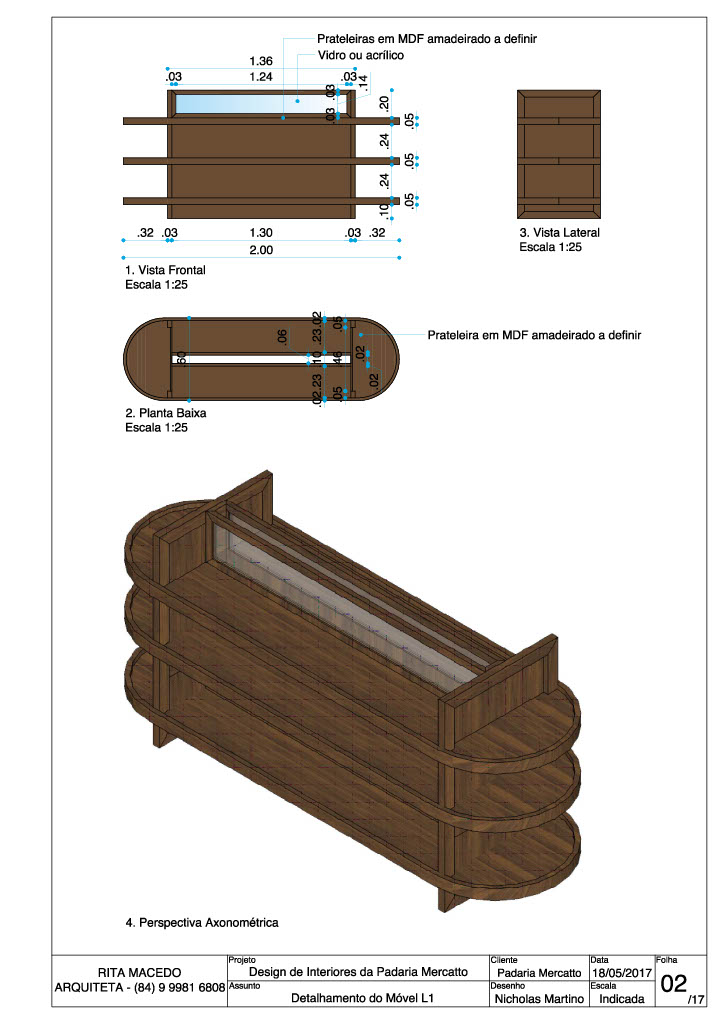 Prateleiras em MDF amadeirado a definir
Vidro ou acrílico
1.36
.03 1.24 .03
.14
.03
.03
.20
.05
.24
.05
.24
.05
.10
.32 .03 1.30 .03 .32
2.00
1. Vista Frontal
Escala 1:25
3. Vista Lateral
Escala 1:25
.02
.05
.23
.06
.60
.10
.46
.02
.23
.02
.02
.05
Prateleira em MDF amadeirado a definir
2. Planta Baixa
Escala 1:25
4. Perspectiva Axonométrica
RITA MACEDO
ARQUITETA - (84) 9 9981 6808
Projeto
Design de Interiores da Padaria Mercatto
Assunto
Detalhamento do Móvel L1
Cliente
Padaria Mercatto
Desenho
Nicholas Martino
Data
18/05/2017
Escala
Indicada
Folha
02
/17